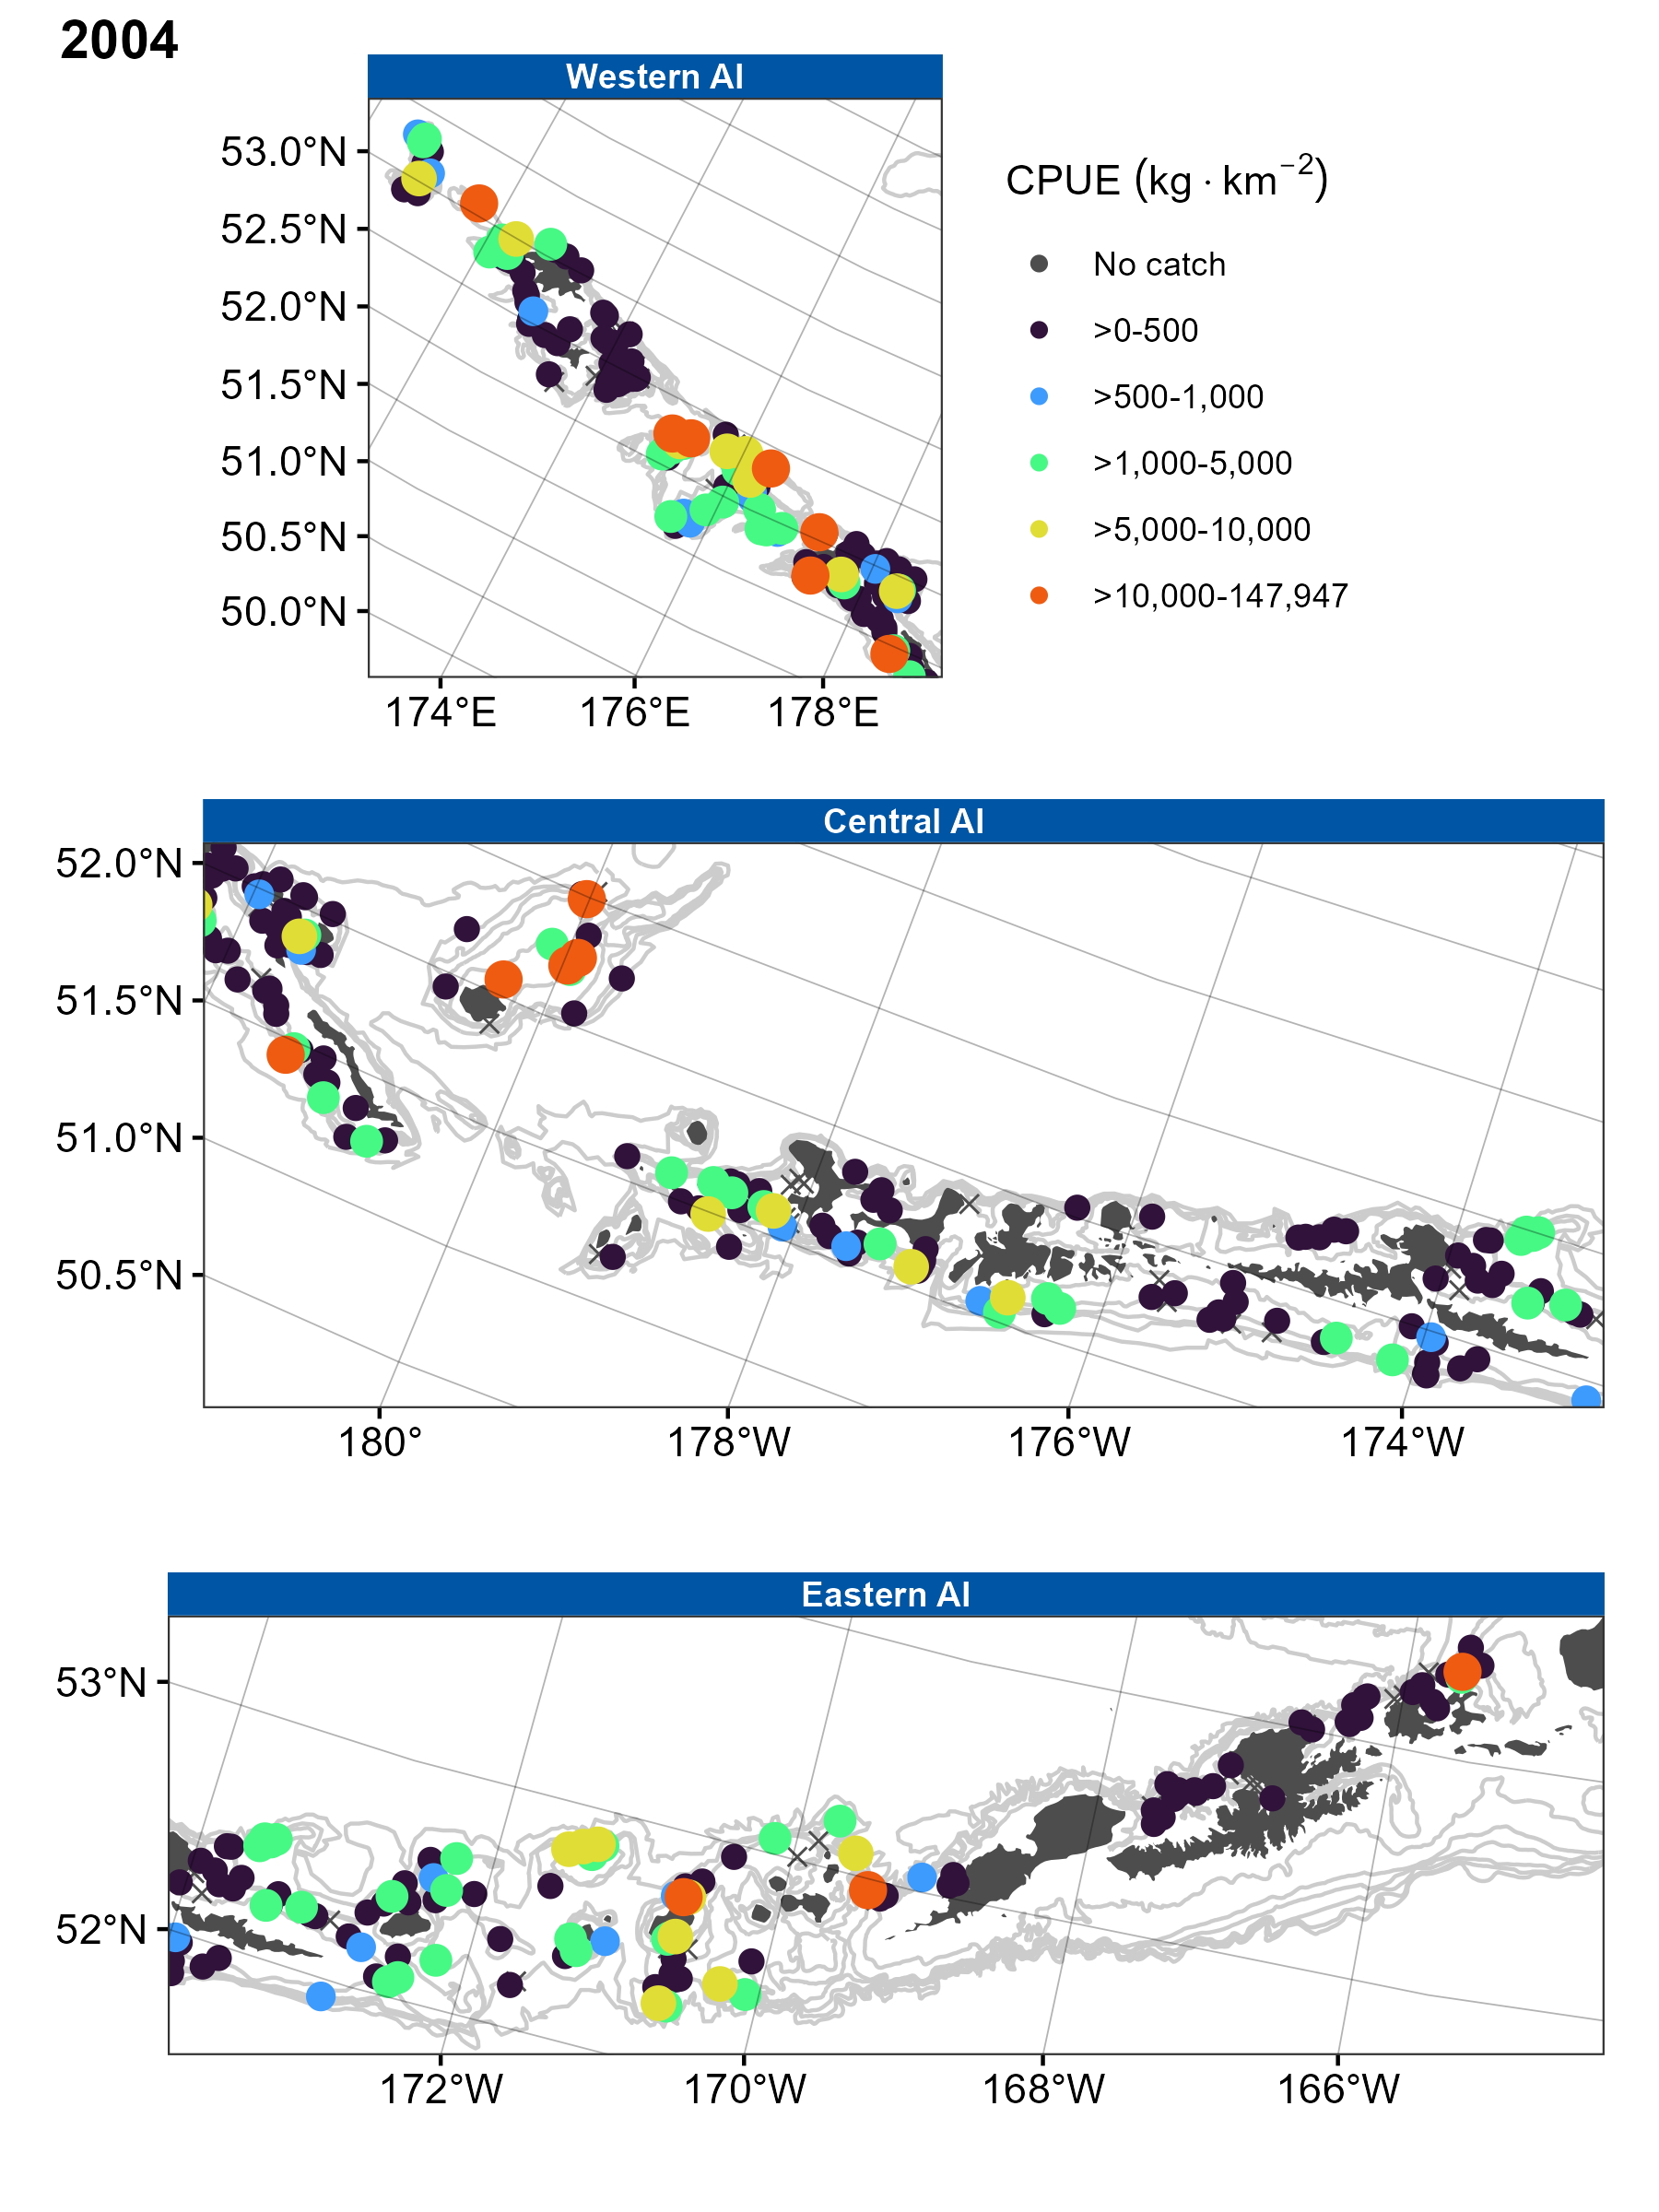 2004
Western AI
53.0°N
52.5°N
52.0°N
51.5°N
51.0°N
50.5°N
50.0°N
174°E 176°E 178°E
CPUE (kg · km⁻²)
No catch
>0-500
>500-1,000
>1,000-5,000
>5,000-10,000
>10,000-147,947
Central AI
52.0°N
51.5°N
51.0°N
50.5°N
180° 178°W 176°W 174°W
Eastern AI
53°N
52°N
172°W 170°W 168°W 166°W